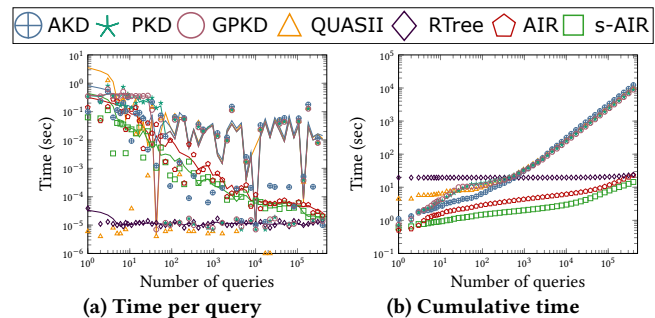 AKD PKD GPKD QUASII RTree AIR s-AIR
10^1
10^0
10^-1
10^-2
10^-3
10^-4
10^-5
10^-6
Time (sec)
10^0 10^1 10^2 10^3 10^4 10^5
Number of queries
(a) Time per query
10^5
10^4
10^3
10^2
10^1
10^0
10^-1
Time (sec)
10^0 10^1 10^2 10^3 10^4 10^5
Number of queries
(b) Cumulative time